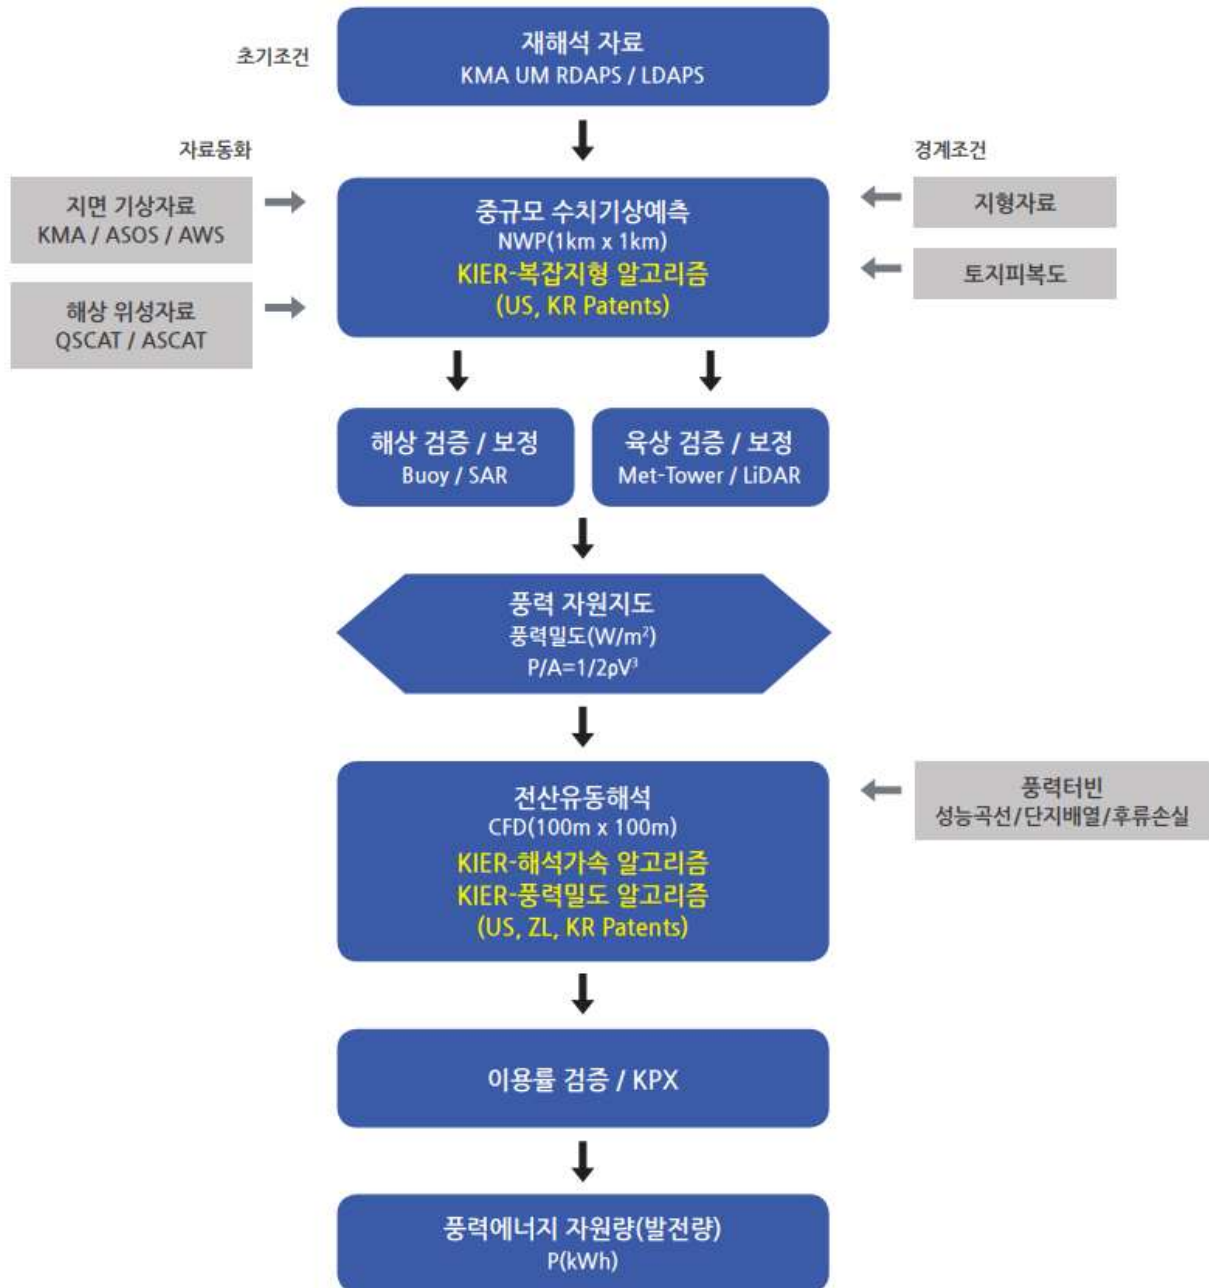 초기조건
재해석 자료
KMA UM RDAPS / LDAPS
자료동화
경계조건
지면 기상자료
KMA / ASOS / AWS
해상 위성자료
QSCAT / ASCAT
중규모 수치기상예측
NWP(1km x 1km)
KIER-복잡지형 알고리즘
(US, KR Patents)
지형자료
토지피복도
해상 검증 / 보정
Buoy / SAR
육상 검증 / 보정
Met-Tower / LiDAR
풍력 자원지도
풍력밀도(W/m²)
P/A=1/2ρV³
전산유동해석
CFD(100m x 100m)
KIER-해석가속 알고리즘
KIER-풍력밀도 알고리즘
(US, ZL, KR Patents)
풍력터빈
성능곡선/단지배열/후류손실
이용률 검증 / KPX
풍력에너지 자원량(발전량)
P(kWh)